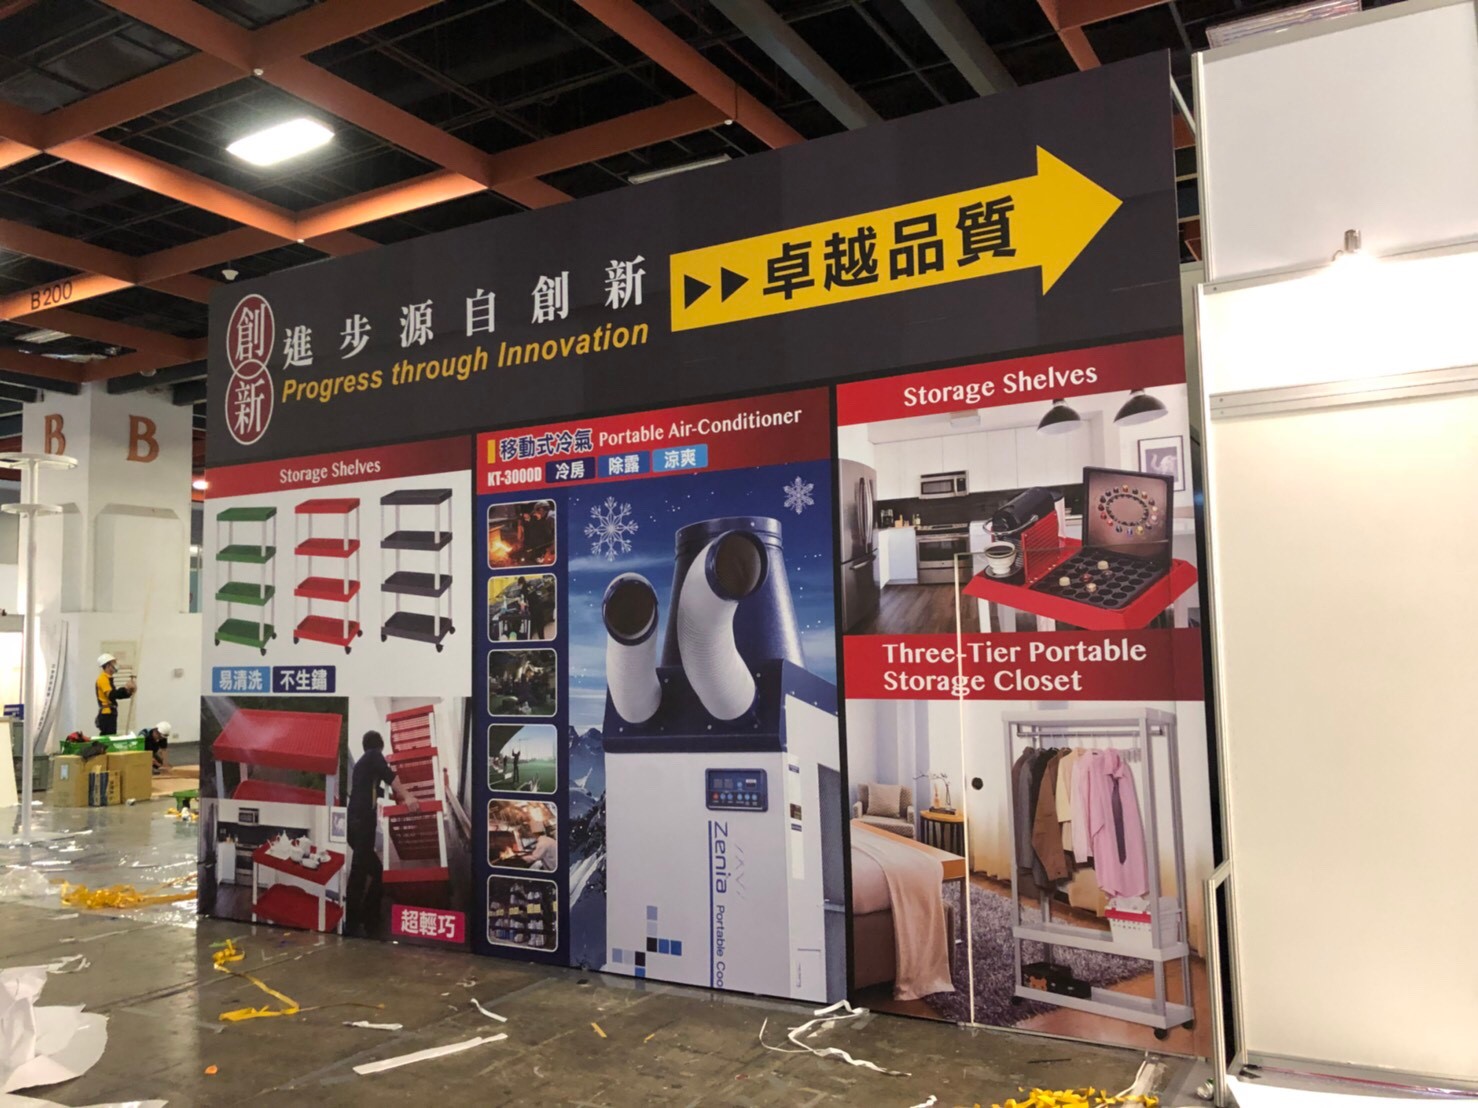 B200
B
B
創新
進步源自創新
Progress through Innovation
卓越品質
Storage Shelves
易清洗 不生鏽
超輕巧
移動式冷氣 Portable Air-Conditioner
KT-3000D 冷房 除露 涼爽
Zenia Portable Coo
Storage Shelves
Three-Tier Portable
Storage Closet